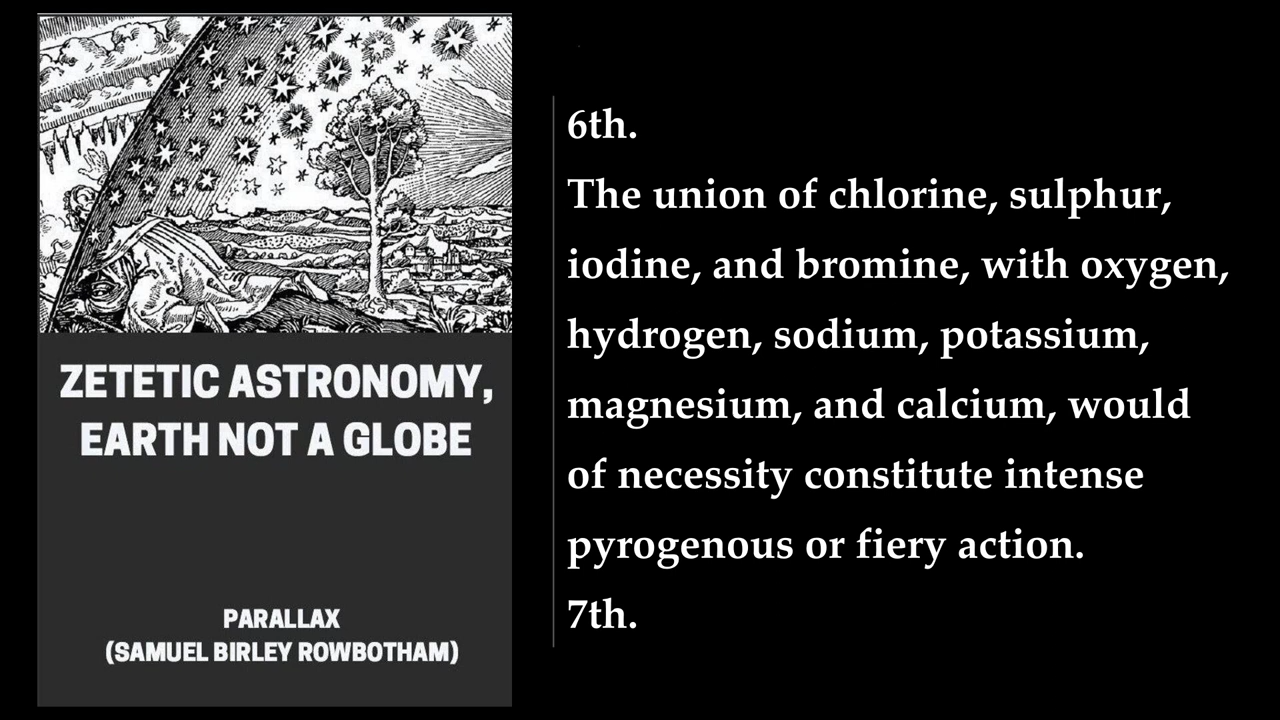 ZETETIC ASTRONOMY,
EARTH NOT A GLOBE
PARALLAX
(SAMUEL BIRLEY ROWBOTHAM)
6th.
The union of chlorine, sulphur,
iodine, and bromine, with oxygen,
hydrogen, sodium, potassium,
magnesium, and calcium, would
of necessity constitute intense
pyrogenous or fiery action.
7th.